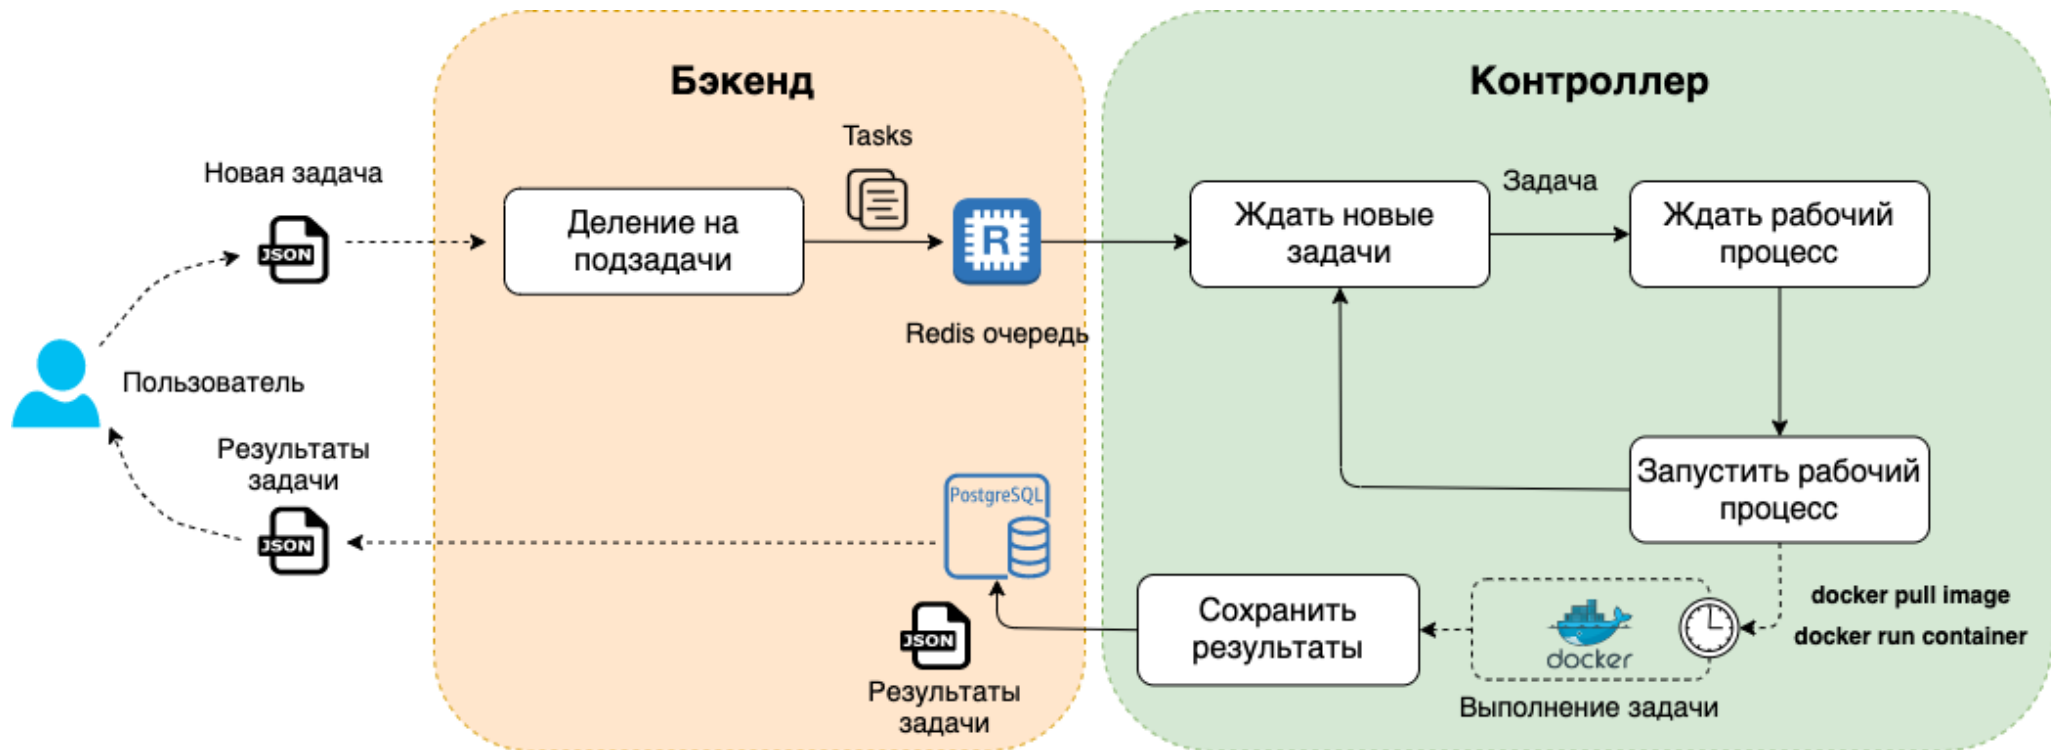 Бэкенд
Контроллер
Tasks
Новая задача
JSON
Деление на
подзадачи
R
Redis очередь
Ждать новые
задачи
Задача
Ждать рабочий
процесс
Пользователь
Результаты
задачи
JSON
PostgreSQL
Запустить рабочий
процесс
Сохранить
результаты
docker
docker pull image
docker run container
Выполнение задачи
JSON
Результаты
задачи